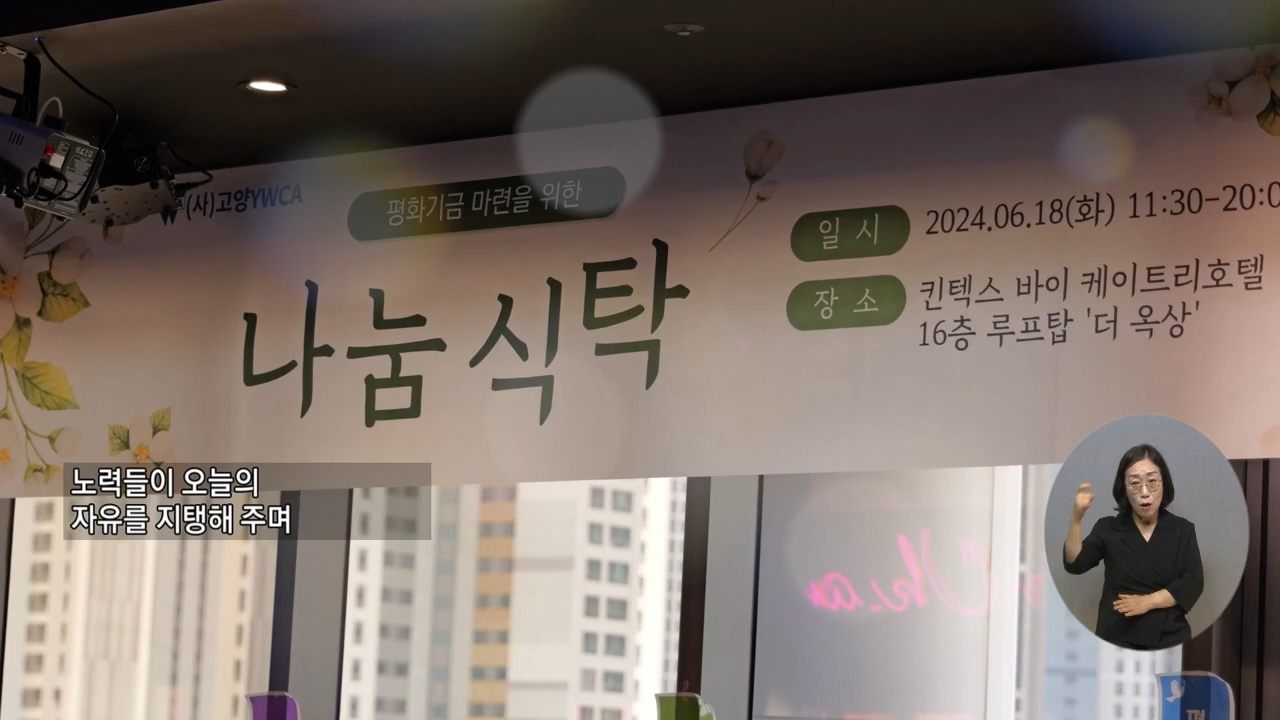 (사)고양YWCA
평화기금 마련을 위한
나눔 식탁
일 시
2024.06.18(화) 11:30-20:0
장 소
킨텍스 바이 케이트리호텔
16층 루프탑 '더 옥상'
노력들이 오늘의
자유를 지탱해 주며
평